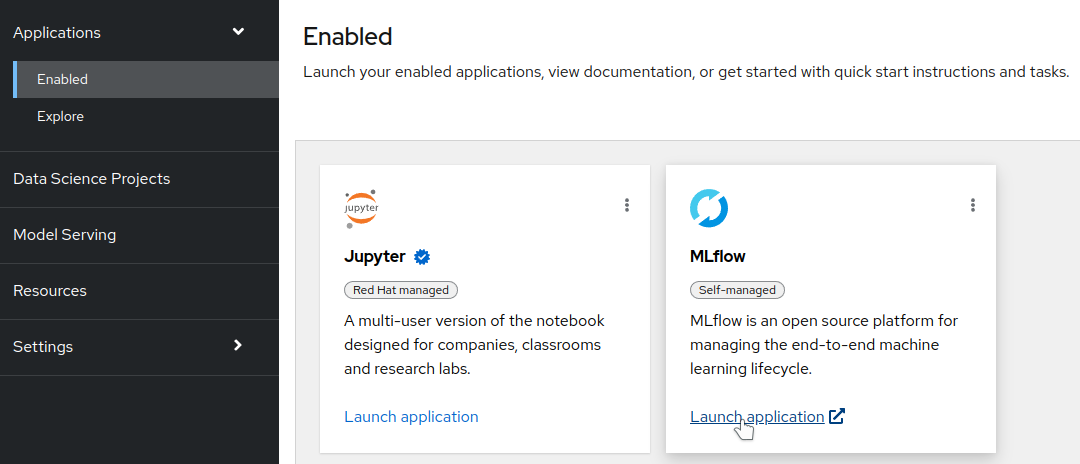 Applications
Enabled
Explore
Data Science Projects
Model Serving
Resources
Settings
Enabled
Launch your enabled applications, view documentation, or get started with quick start instructions and tasks.
jupyter
Jupyter
Red Hat managed
A multi-user version of the notebook
designed for companies, classrooms
and research labs.
Launch application
MLflow
Self-managed
MLflow is an open source platform for
managing the end-to-end machine
learning lifecycle.
Launch application